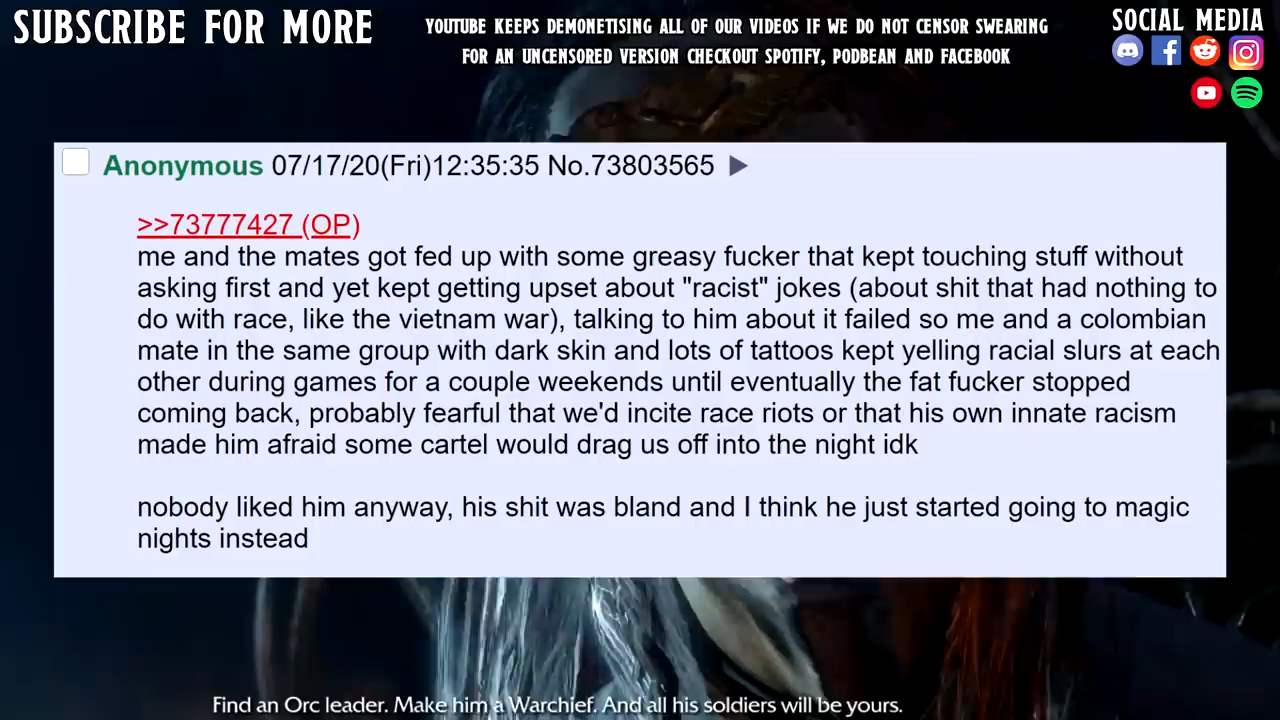 SUBSCRIBE FOR MORE
YOUTUBE KEEPS DEMONETISING ALL OF OUR VIDEOS IF WE DO NOT CENSOR SWEARING
FOR AN UNCENSORED VERSION CHECKOUT SPOTIFY, PODBEAN AND FACEBOOK
SOCIAL MEDIA
Anonymous 07/17/20(Fri)12:35:35 No.73803565
>>73777427 (OP)
me and the mates got fed up with some greasy fucker that kept touching stuff without
asking first and yet kept getting upset about "racist" jokes (about shit that had nothing to
do with race, like the vietnam war), talking to him about it failed so me and a colombian
mate in the same group with dark skin and lots of tattoos kept yelling racial slurs at each
other during games for a couple weekends until eventually the fat fucker stopped
coming back, probably fearful that we'd incite race riots or that his own innate racism
made him afraid some cartel would drag us off into the night idk
nobody liked him anyway, his shit was bland and I think he just started going to magic
nights instead
Find an Orc leader. Make him a Warchief. And all his soldiers will be yours.